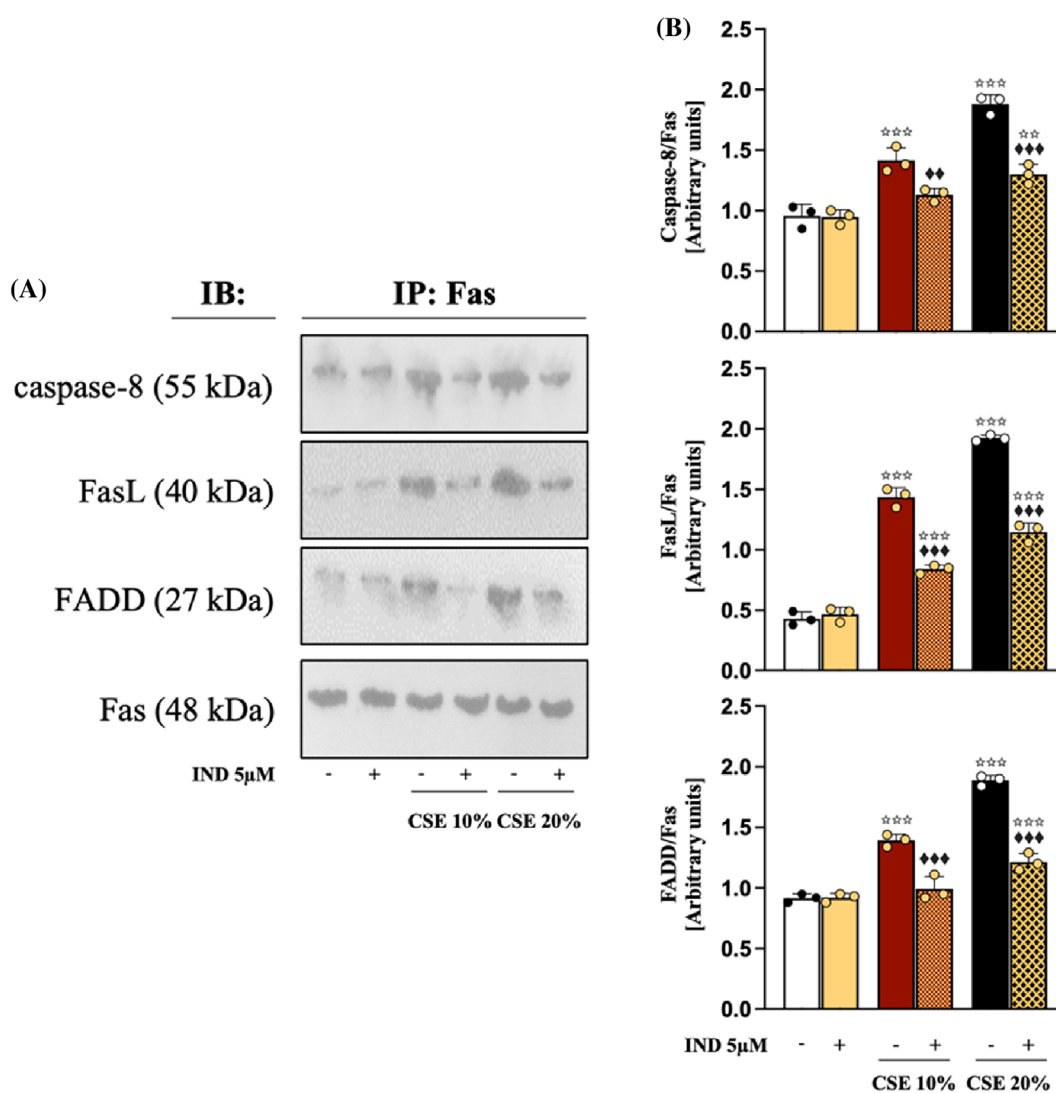 (A)
IB: IP: Fas
caspase-8 (55 kDa)
FasL (40 kDa)
FADD (27 kDa)
Fas (48 kDa)
IND 5µM - + - + - +
CSE 10% CSE 20%
(B)
Caspase-8/Fas
[Arbitrary units]
2.5
2.0
1.5
1.0
0.5
0.0
☆☆☆
♦♦
☆☆☆
☆☆
♦♦♦
FasL/Fas
[Arbitrary units]
2.5
2.0
1.5
1.0
0.5
0.0
☆☆☆
☆☆☆
♦♦♦
☆☆☆
☆☆☆
♦♦♦
FADD/Fas
[Arbitrary units]
2.5
2.0
1.5
1.0
0.5
0.0
☆☆☆
♦♦♦
☆☆☆
☆☆☆
♦♦♦
IND 5µM - + - + - +
CSE 10% CSE 20%